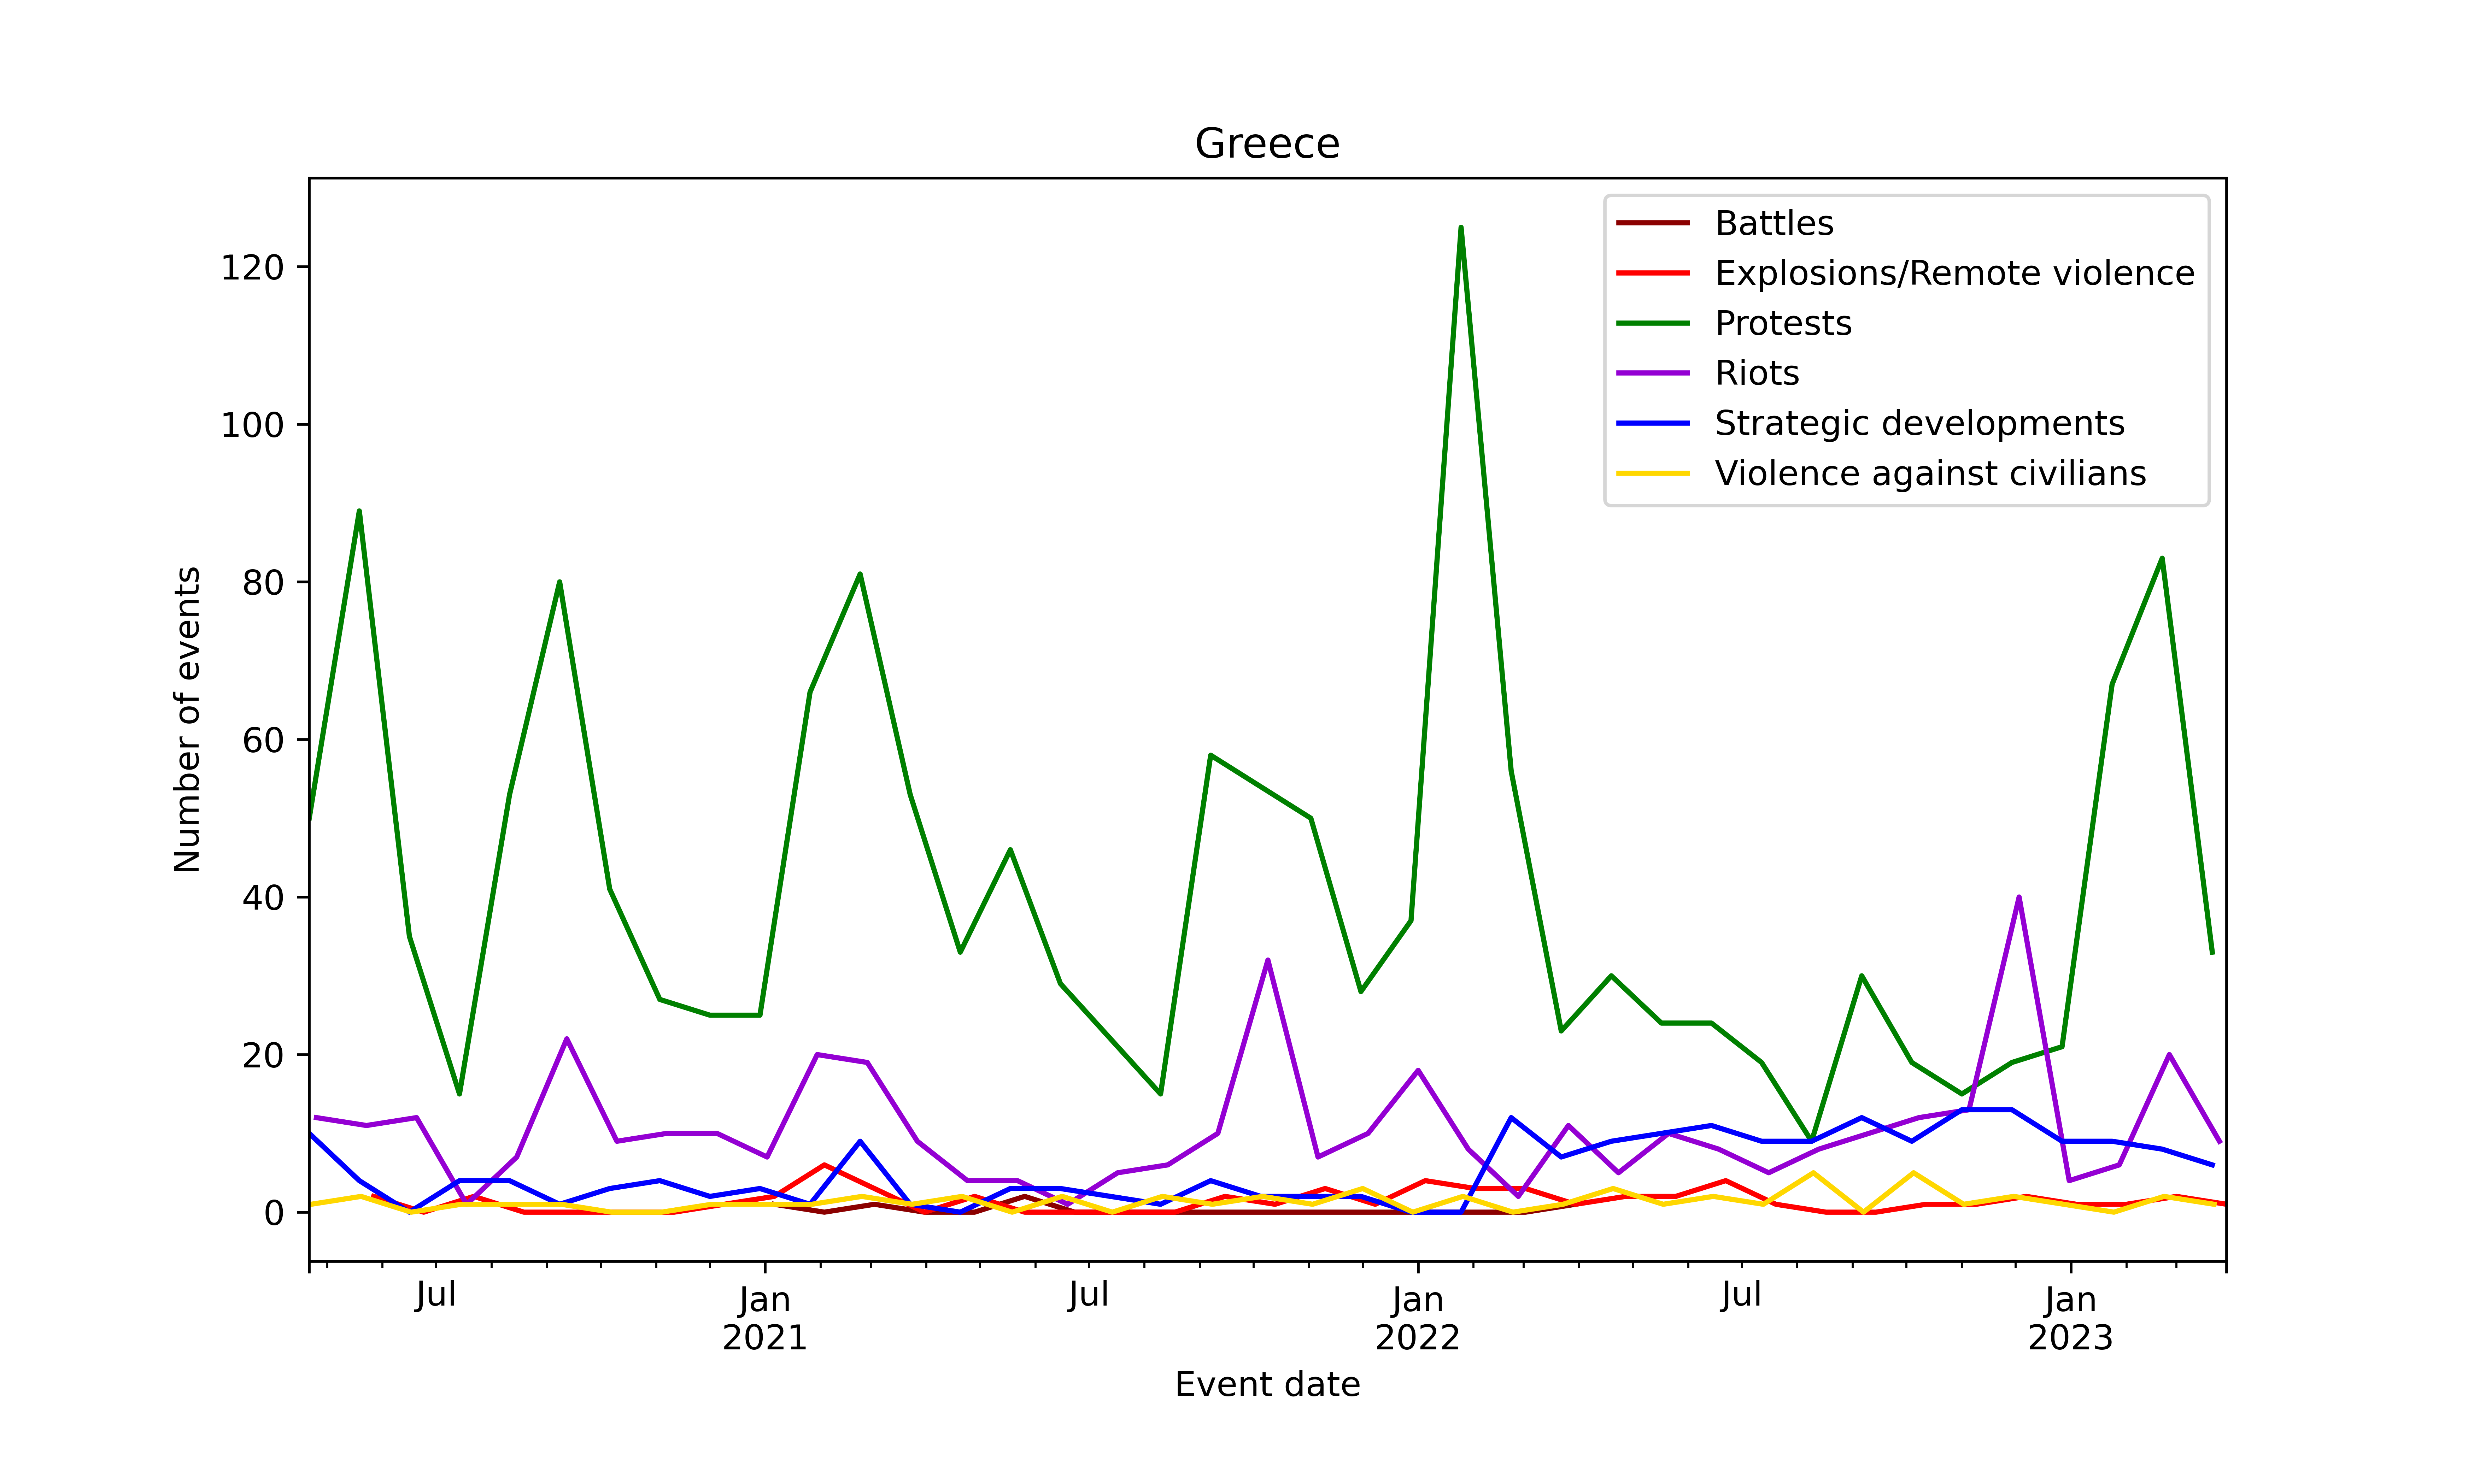 Greece
Battles
Explosions/Remote violence
Protests
Riots
Strategic developments
Violence against civilians
120
100
80
60
40
20
0
Number of events
Jul
Jan
2021
Jul
Jan
2022
Jul
Jan
2023
Event date